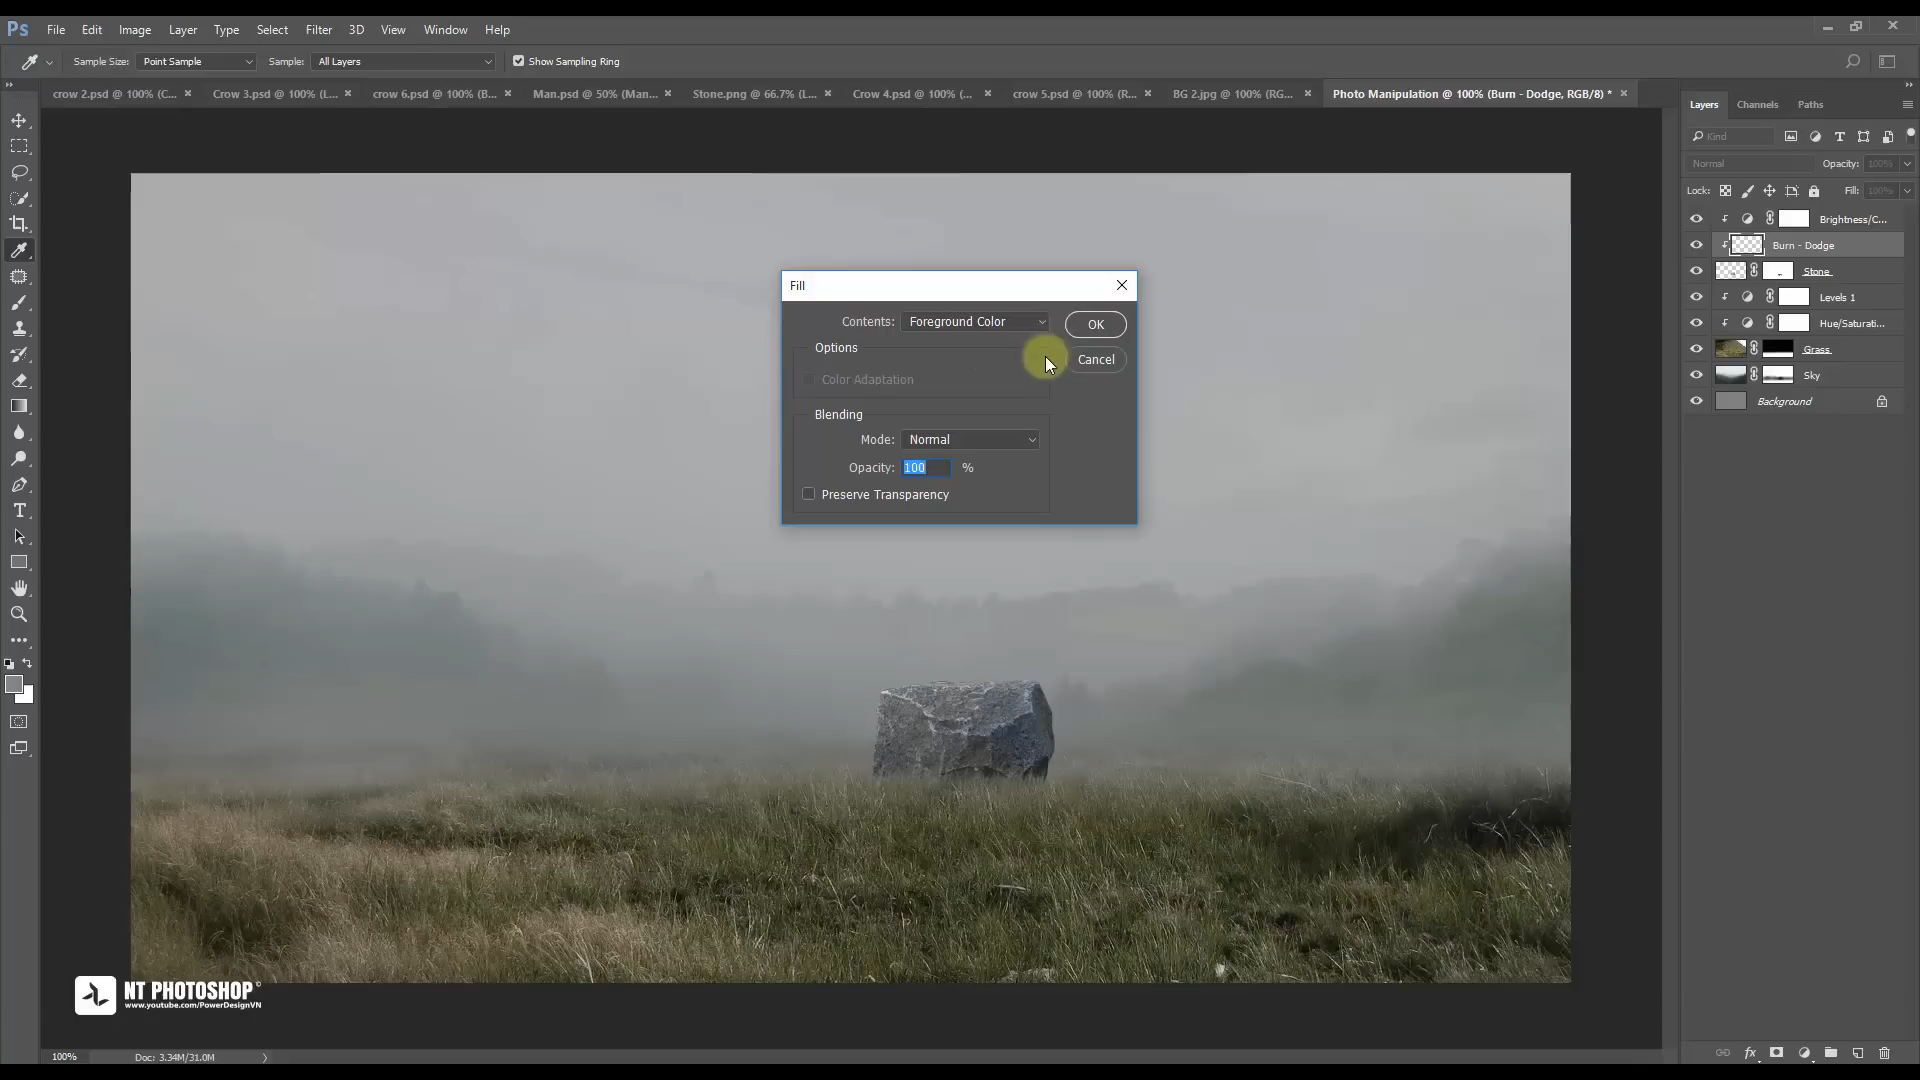 Ps File Edit Image Layer Type Select Filter 3D View Window Help
Sample Size: Point Sample Sample: All Layers Show Sampling Ring
crow 2.psd @ 100% (C... × Crow 3.psd @ 100% (L... × crow 6.psd @ 100% (B... × Man.psd @ 50% (Man... × Stone.png @ 66.7% (L... × Crow 4.psd @ 100% (... × crow 5.psd @ 100% (R... × BG 2.jpg @ 100% (RG... × Photo Manipulation @ 100% (Burn - Dodge, RGB/8) * ×
Layers Channels Paths
Kind
Normal Opacity: 100%
Lock: Fill: 100%
Brightness/C...
Burn - Dodge
Stone
Levels 1
Hue/Saturati...
Grass
Sky
Background
Fill
Contents: Foreground Color OK
Options
Cancel
Color Adaptation
Blending
Mode: Normal
Opacity: 100 %
Preserve Transparency
NT PHOTOSHOP
www.youtube.com/PowerDesignVN
100% Doc: 3.34M/31.0M